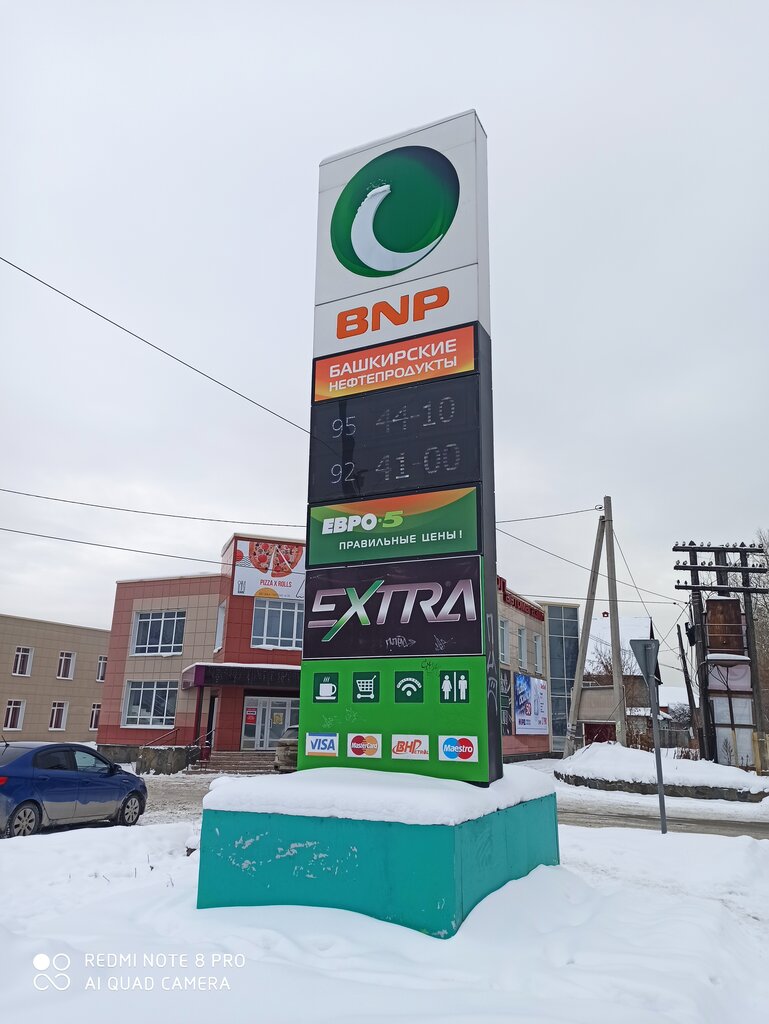 BNP
БАШКИРСКИЕ
НЕФТЕПРОДУКТЫ
95 44-10
92 41-00
ЕВРО-5
ПРАВИЛЬНЫЕ ЦЕНЫ!
EXTRA
VISA
MasterCard
Maestro
PIZZA X ROLLS
REDMI NOTE 8 PRO
AI QUAD CAMERA